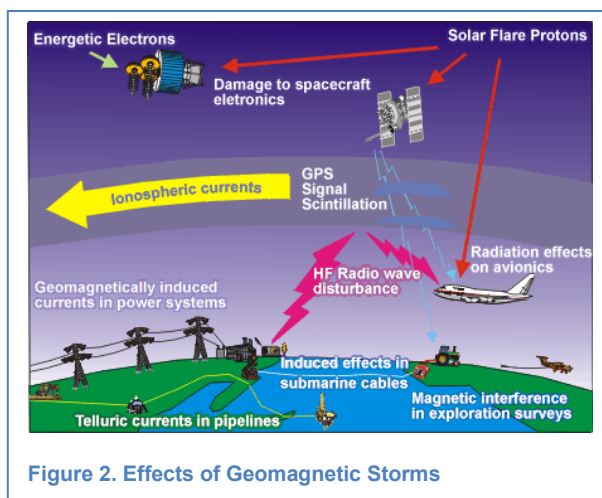 Energetic Electrons
Solar Flare Protons
Damage to spacecraft
eletronics
Ionospheric currents
GPS
Signal
Scintillation
Radiation effects
on avionics
HF Radio wave
disturbance
Geomagnetically induced
currents in power systems
Induced effects in
submarine cables
Magnetic interference
in exploration surveys
Telluric currents in pipelines
Figure 2. Effects of Geomagnetic Storms